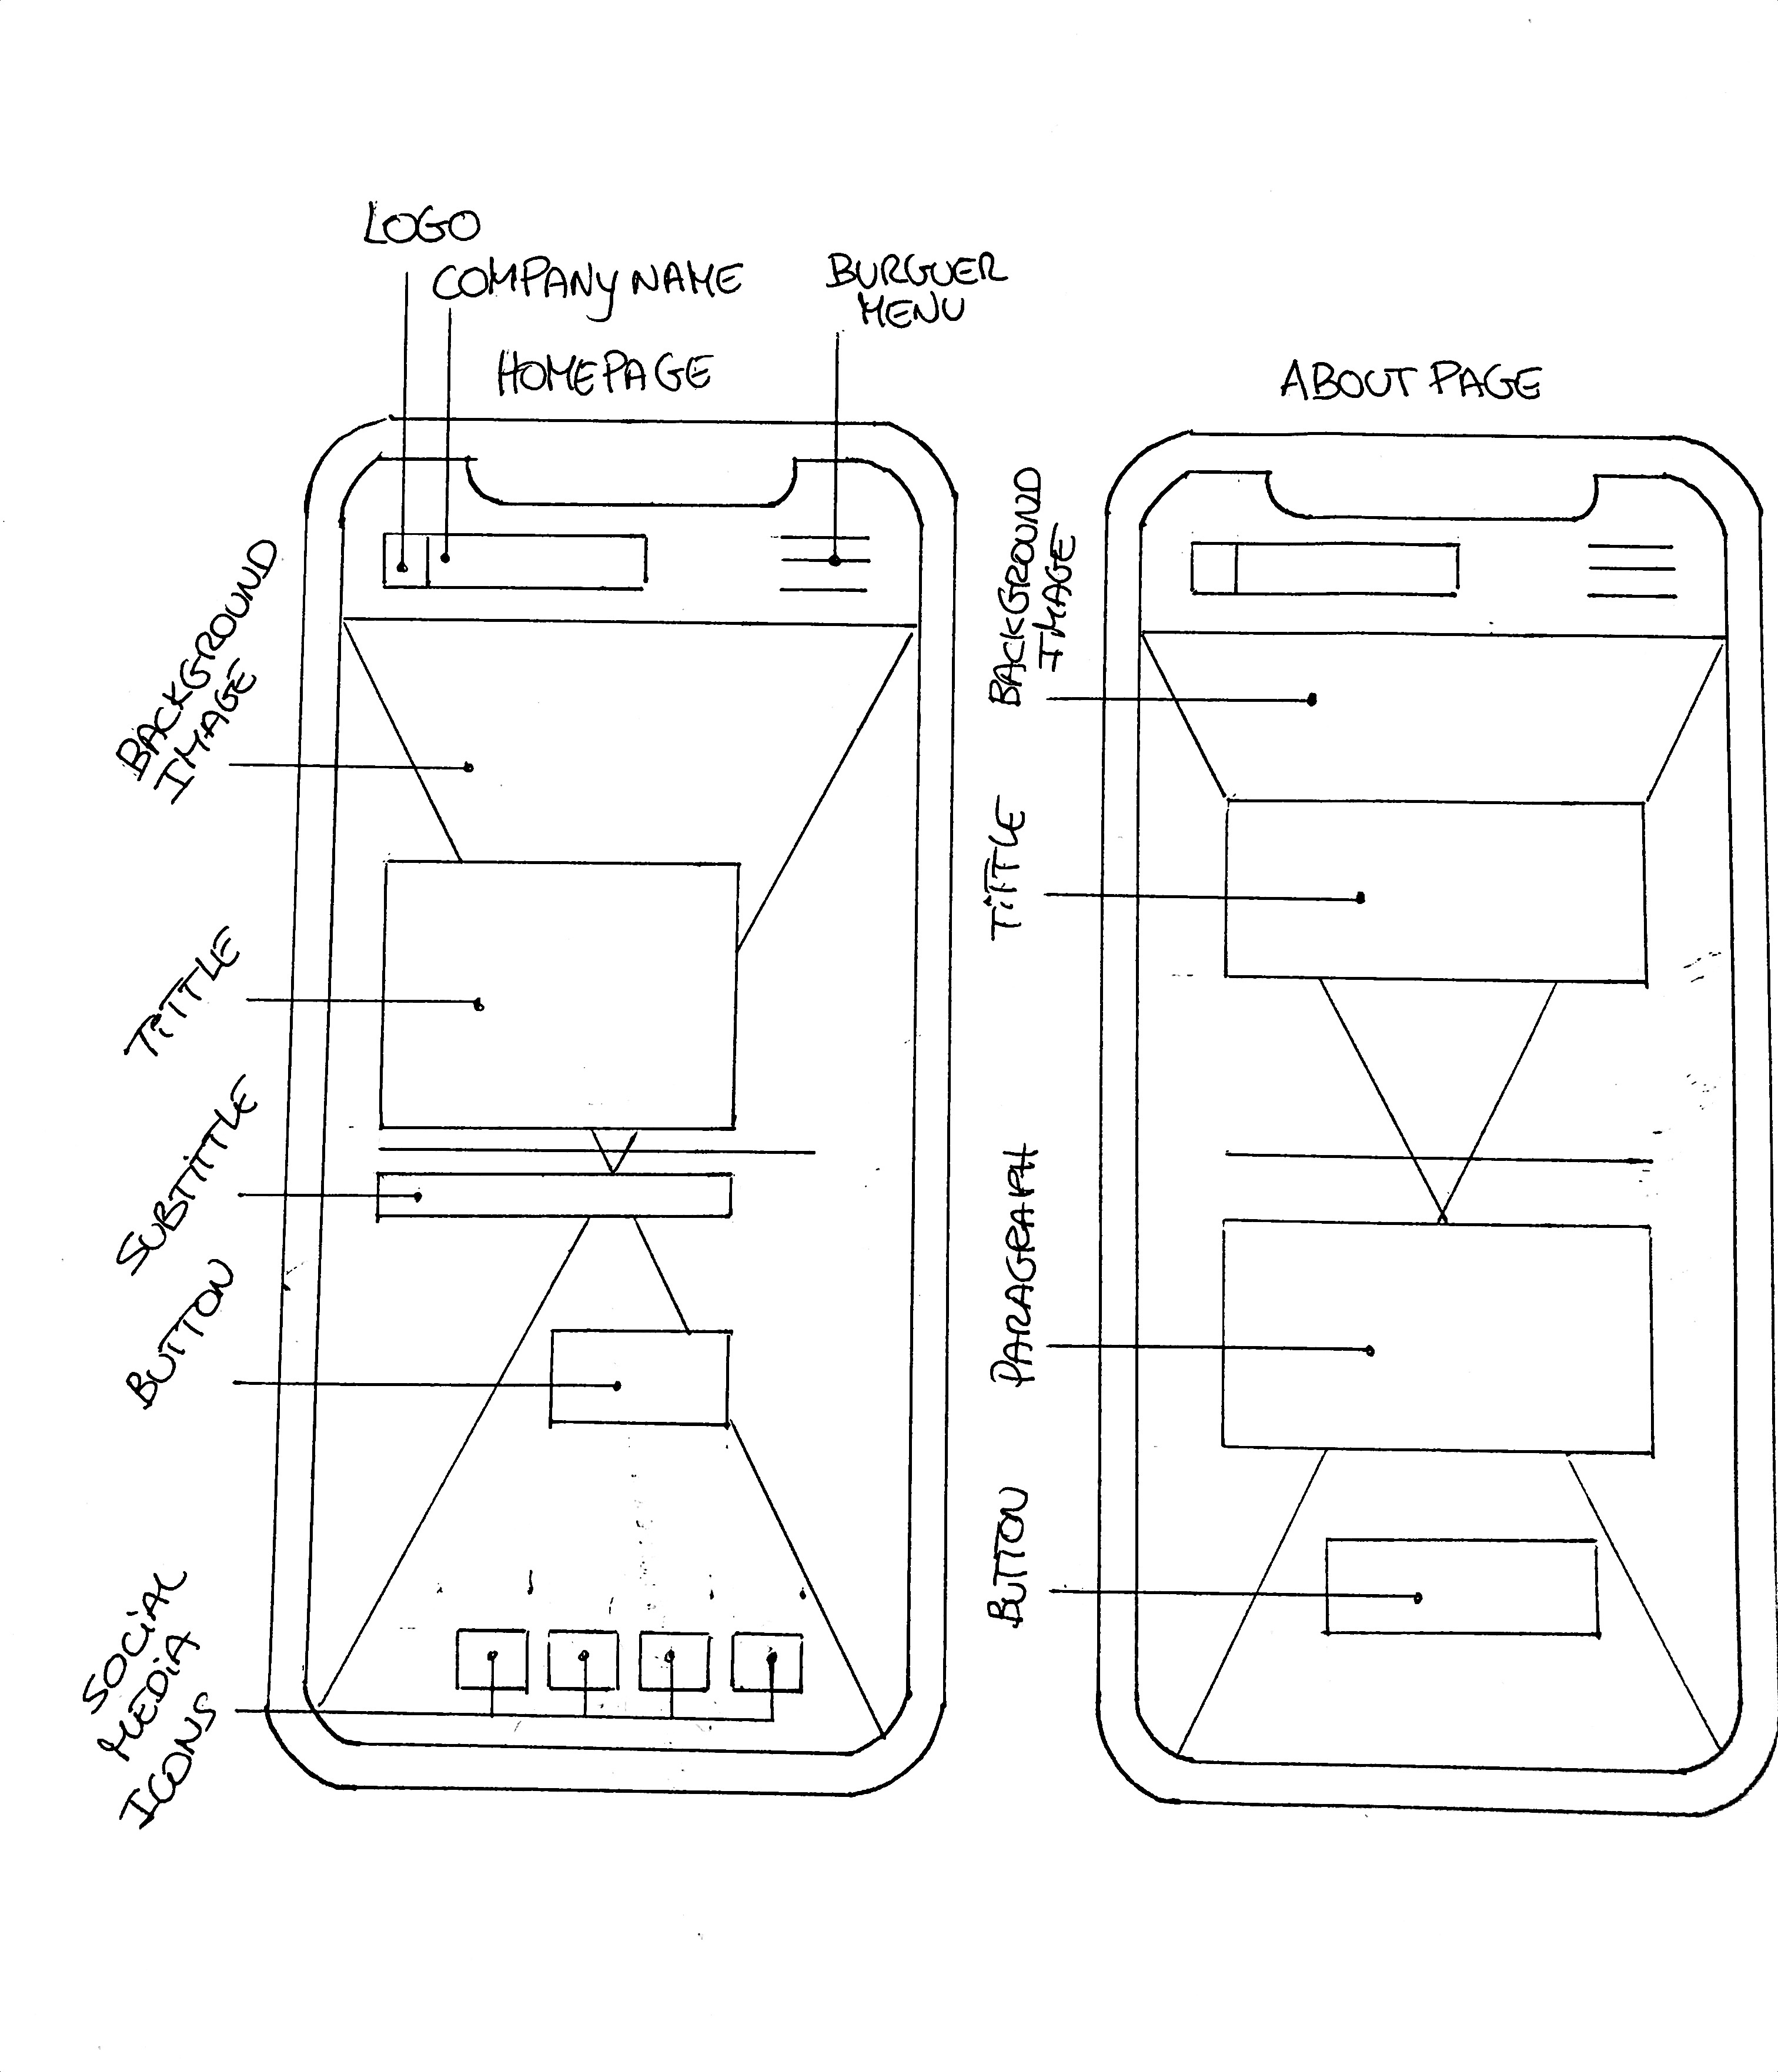 LOGO
COMPANY NAME
BURGUER
MENU
HOMEPAGE
BACKGROUND
IMAGE
TITTLE
SUBTITTLE
BUTTON
SOCIAL
MEDIA
ICONS
ABOUT PAGE
BACKGROUND
IMAGE
TITTLE
PARAGRAPH
BUTTON